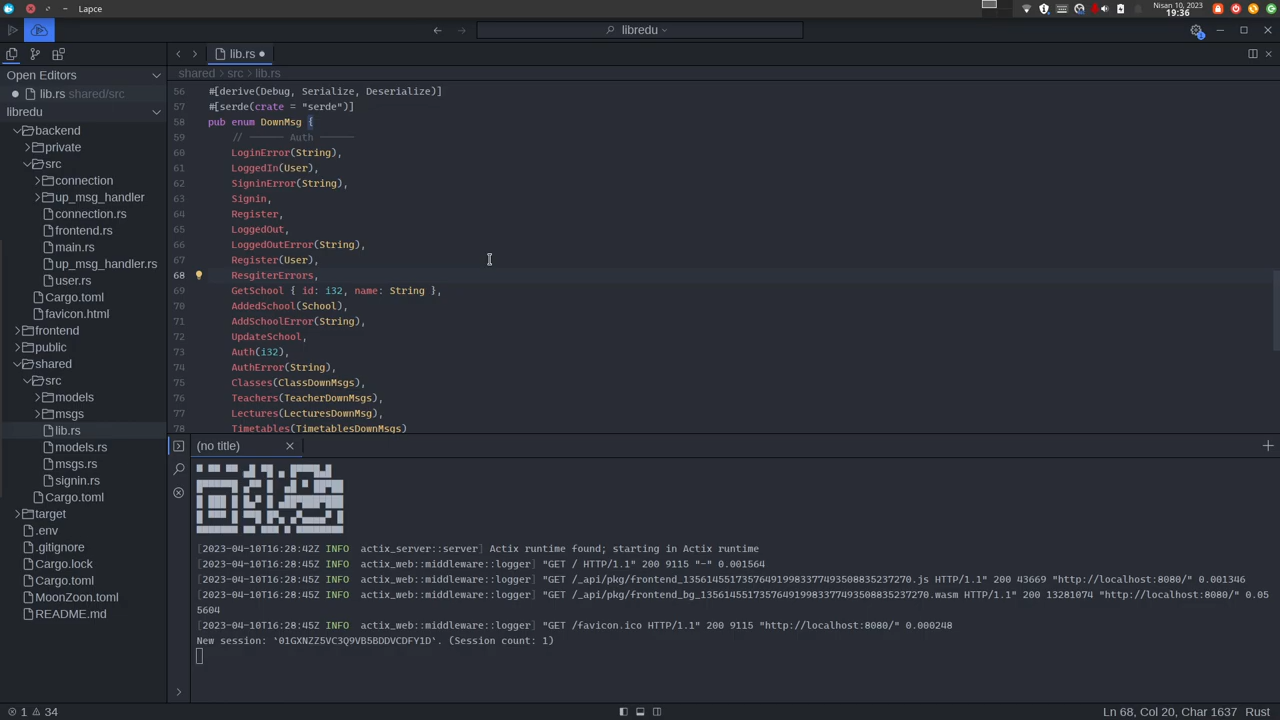 Lapce
Nisan 10, 2023
19:36
libredu
Open Editors
lib.rs shared/src
libredu
backend
private
src
connection
up_msg_handler
connection.rs
frontend.rs
main.rs
up_msg_handler.rs
user.rs
Cargo.toml
favicon.html
frontend
public
shared
src
models
msgs
lib.rs
models.rs
msgs.rs
signin.rs
Cargo.toml
target
.env
.gitignore
Cargo.lock
Cargo.toml
MoonZoon.toml
README.md
lib.rs
shared > src > lib.rs
56 #[derive(Debug, Serialize, Deserialize)]
57 #[serde(crate = "serde")]
58 pub enum DownMsg {
59 // ------ Auth ------
60 LoginError(String),
61 LoggedIn(User),
62 SigninError(String),
63 Signin,
64 Register,
65 LoggedOut,
66 LoggedOutError(String),
67 Register(User),
68 ResgiterErrors,
69 GetSchool { id: i32, name: String },
70 AddedSchool(School),
71 AddSchoolError(String),
72 UpdateSchool,
73 Auth(i32),
74 AuthError(String),
75 Classes(ClassDownMsgs),
76 Teachers(TeacherDownMsgs),
77 Lectures(LecturesDownMsg),
78 Timetables(TimetablesDownMsgs)
(no title)
[2023-04-10T16:28:42Z INFO actix_server::server] Actix runtime found; starting in Actix runtime
[2023-04-10T16:28:45Z INFO actix_web::middleware::logger] "GET / HTTP/1.1" 200 9115 "-" 0.001564
[2023-04-10T16:28:45Z INFO actix_web::middleware::logger] "GET /_api/pkg/frontend_135614551735764919983377493508835237270.js HTTP/1.1" 200 43669 "http://localhost:8080/" 0.001346
[2023-04-10T16:28:45Z INFO actix_web::middleware::logger] "GET /_api/pkg/frontend_bg_135614551735764919983377493508835237270.wasm HTTP/1.1" 200 13281074 "http://localhost:8080/" 0.05
5604
[2023-04-10T16:28:45Z INFO actix_web::middleware::logger] "GET /favicon.ico HTTP/1.1" 200 9115 "http://localhost:8080/" 0.000248
New session: `01GXNZZ5VC3Q9VB5BDDVCDFY1D`. (Session count: 1)
1 34
Ln 68, Col 20, Char 1637 Rust